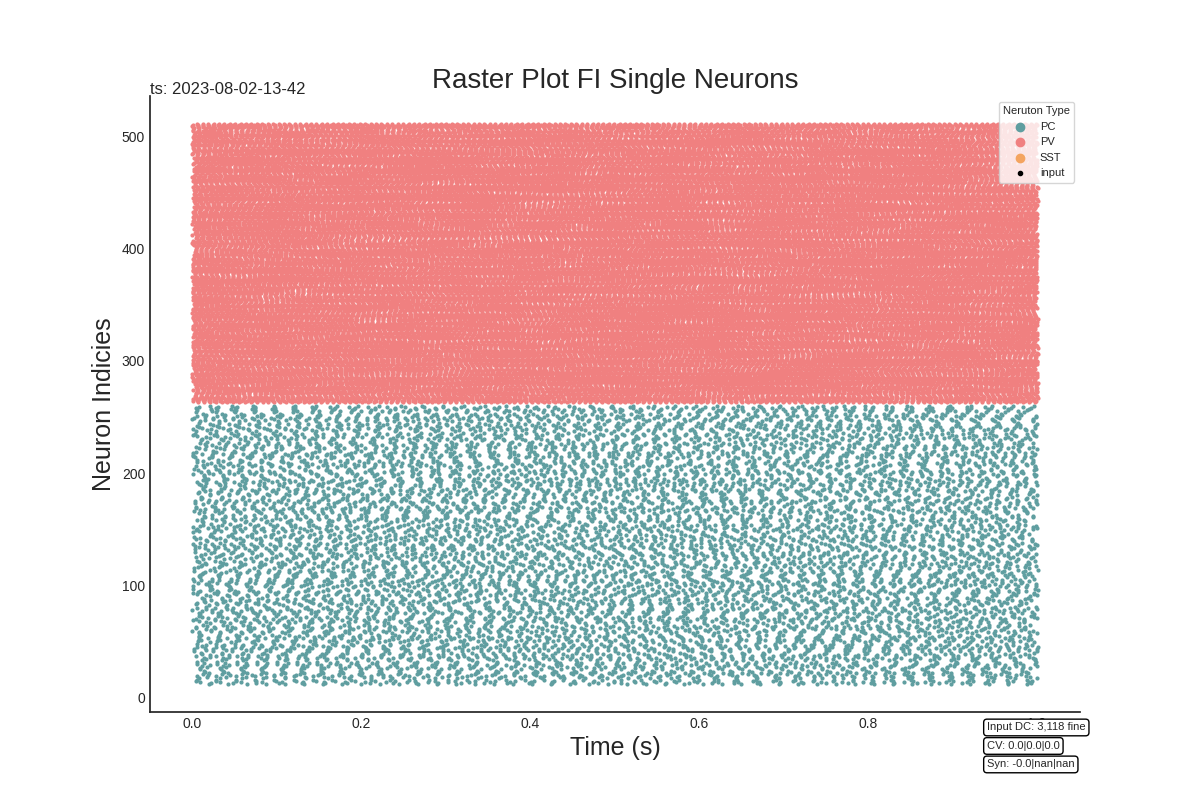 Raster Plot FI Single Neurons
ts: 2023-08-02-13-42
Neruton Type
PC
PV
SST
input
500
400
300
200
100
0
Neuron Indicies
0.0 0.2 0.4 0.6 0.8
Time (s)
Input DC: 3,118 fine
CV: 0.0|0.0|0.0
Syn: -0.0|nan|nan